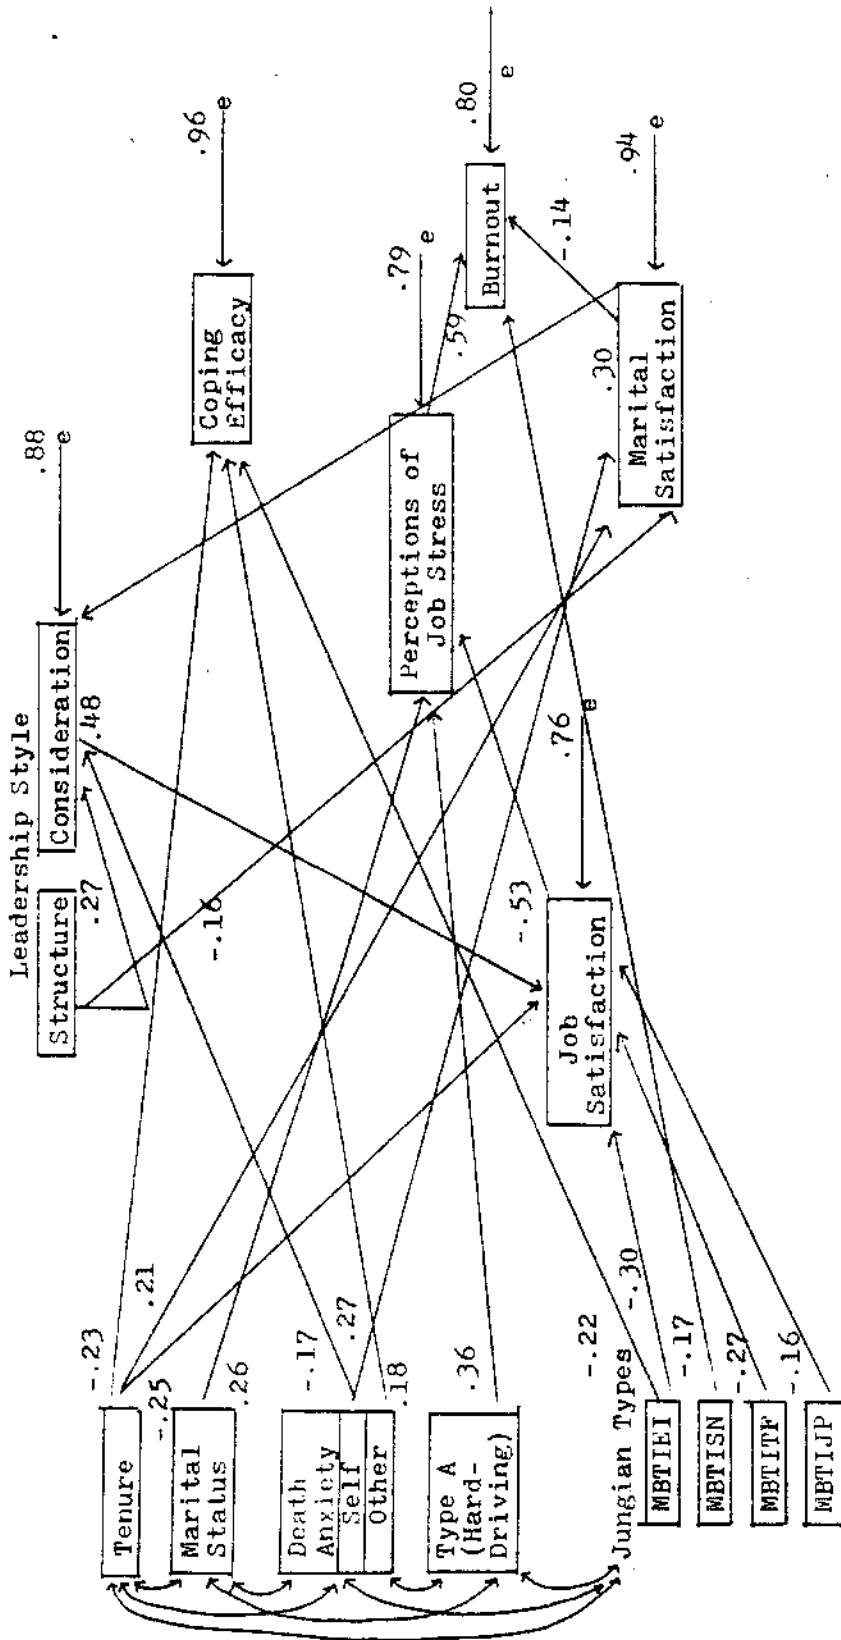 Leadership Style
Structure
Consideration
.88
e
.27
.48
-.16
Coping
Efficacy
.96
e
Tenure
-.23
.21
-.25
Marital
Status
.26
Death
Anxiety
Self
Other
-.17
.27
.18
Type A
(Hard-
Driving)
.36
Perceptions of
Job Stress
.79
e
.59
Burnout
.80
e
-.14
Job
Satisfaction
-.53
.76
e
Marital
Satisfaction
.30
.94
e
Jungian Types
MBTIEI
-.22
-.30
MBTISN
-.17
MBTITF
-.27
MBTIJP
-.16